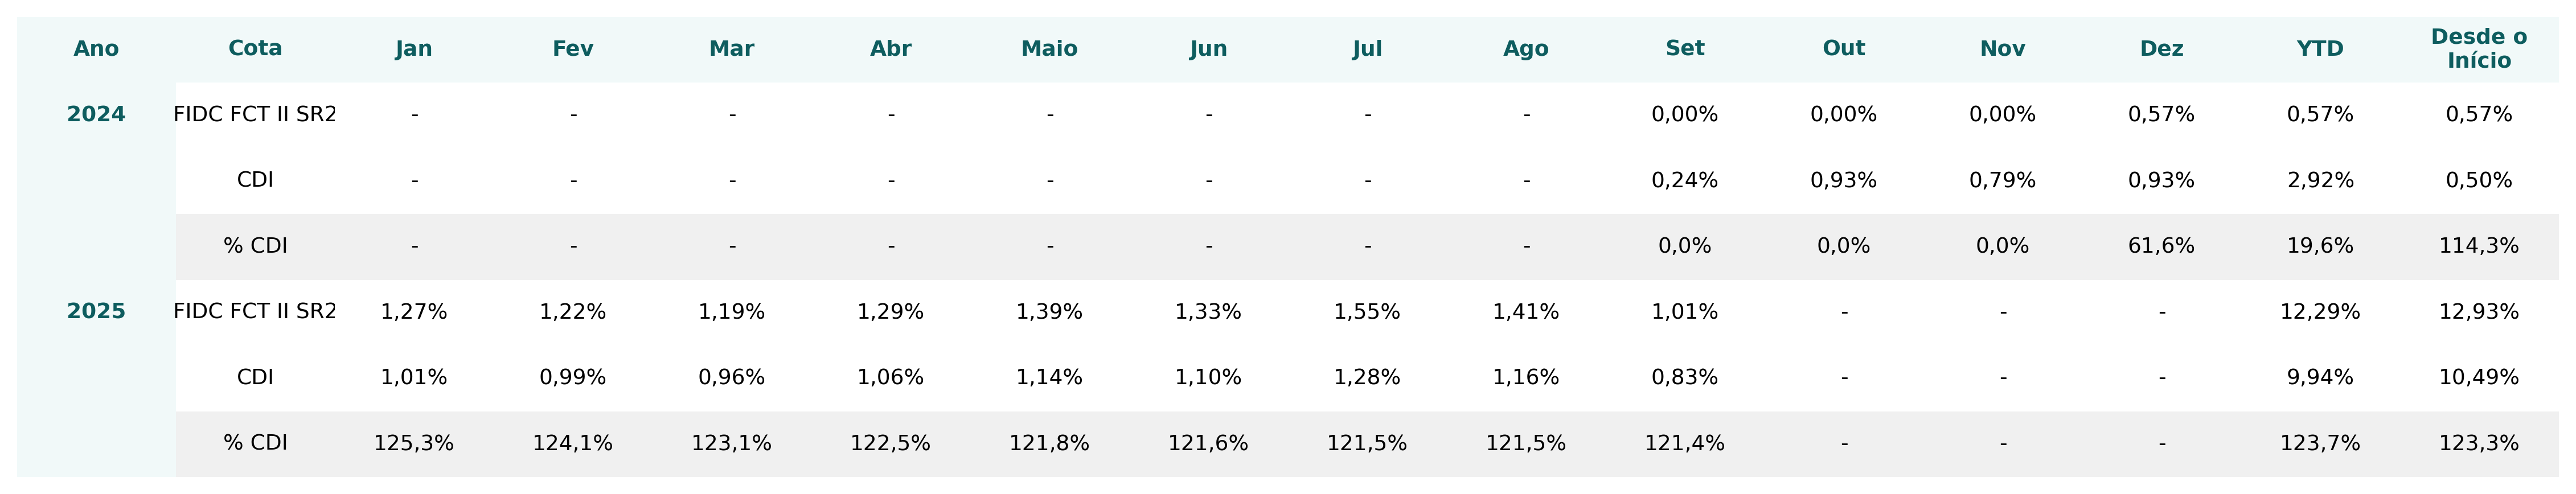 Ano Cota Jan Fev Mar Abr Maio Jun Jul Ago Set Out Nov Dez YTD Desde o Início
2024 FIDC FCT II SR2 - - - - - - - - 0,00% 0,00% 0,00% 0,57% 0,57% 0,57%
CDI - - - - - - - - 0,24% 0,93% 0,79% 0,93% 2,92% 0,50%
% CDI - - - - - - - - 0,0% 0,0% 0,0% 61,6% 19,6% 114,3%
2025 FIDC FCT II SR2 1,27% 1,22% 1,19% 1,29% 1,39% 1,33% 1,55% 1,41% 1,01% - - - 12,29% 12,93%
CDI 1,01% 0,99% 0,96% 1,06% 1,14% 1,10% 1,28% 1,16% 0,83% - - - 9,94% 10,49%
% CDI 125,3% 124,1% 123,1% 122,5% 121,8% 121,6% 121,5% 121,5% 121,4% - - - 123,7% 123,3%